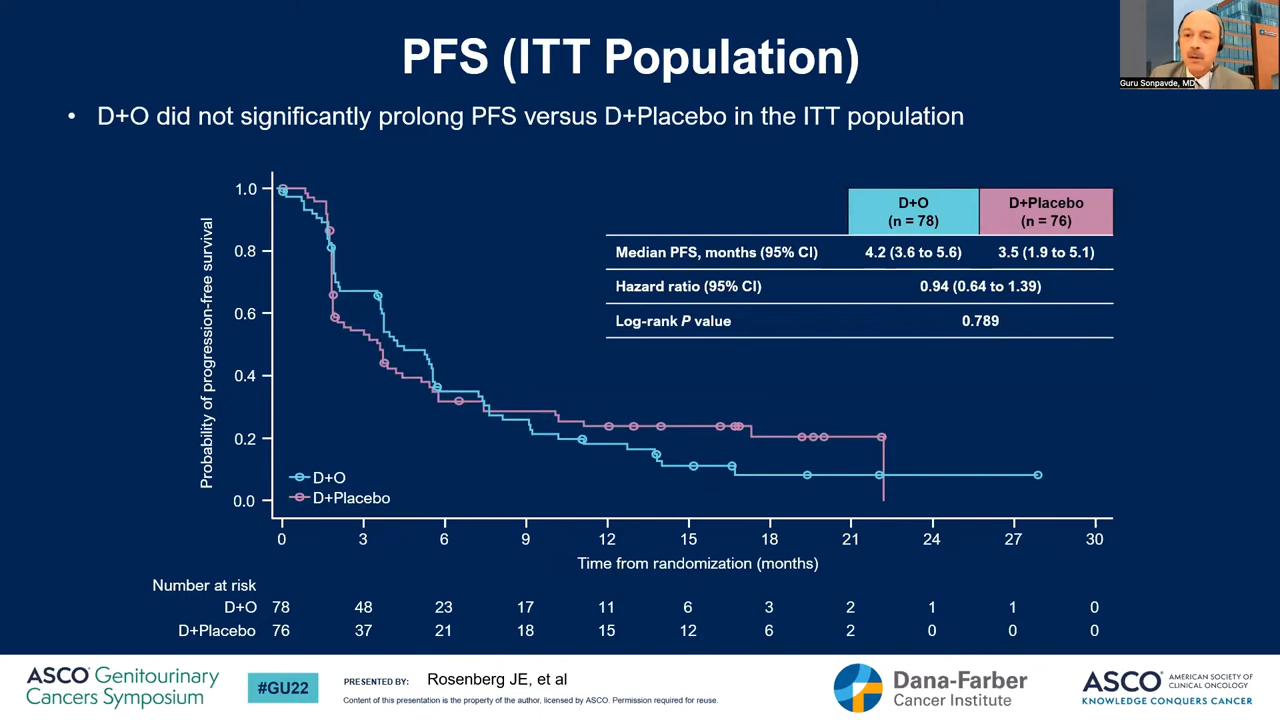 PFS (ITT Population)
Guru Sonpavde, MD
• D+O did not significantly prolong PFS versus D+Placebo in the ITT population
Probability of progression-free survival
1.0
0.8
0.6
0.4
0.2
0.0
D+O
D+Placebo
D+O (n = 78) D+Placebo (n = 76)
Median PFS, months (95% CI) 4.2 (3.6 to 5.6) 3.5 (1.9 to 5.1)
Hazard ratio (95% CI) 0.94 (0.64 to 1.39)
Log-rank P value 0.789
0 3 6 9 12 15 18 21 24 27 30
Time from randomization (months)
Number at risk
D+O 78 48 23 17 11 6 3 2 1 1 0
D+Placebo 76 37 21 18 15 12 6 2 0 0 0
ASCO Genitourinary
Cancers Symposium
#GU22
PRESENTED BY: Rosenberg JE, et al
Content of this presentation is the property of the author, licensed by ASCO. Permission required for reuse.
Dana-Farber
Cancer Institute
ASCO AMERICAN SOCIETY OF
CLINICAL ONCOLOGY
KNOWLEDGE CONQUERS CANCER